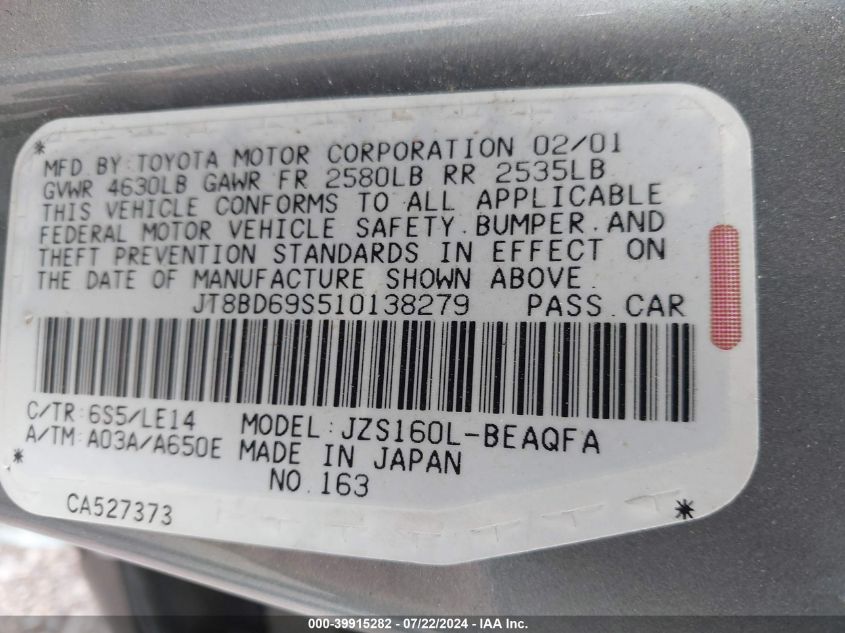 MFD. BY: TOYOTA MOTOR CORPORATION 02/01
GVWR 4630LB GAWR FR 2580LB RR 2535LB
THIS VEHICLE CONFORMS TO ALL APPLICABLE
FEDERAL MOTOR VEHICLE SAFETY. BUMPER. AND
THEFT PREVENTION STANDARDS IN EFFECT ON
THE DATE OF MANUFACTURE SHOWN ABOVE.
JT8BD69S510138279 PASS. CAR
C/TR: 6S5/LE14 MODEL: JZS160L-BEAQFA
A/TM: A03A/A650E MADE IN JAPAN
NO. 163
CA527373
000-39915282 - 07/22/2024 - IAA Inc.